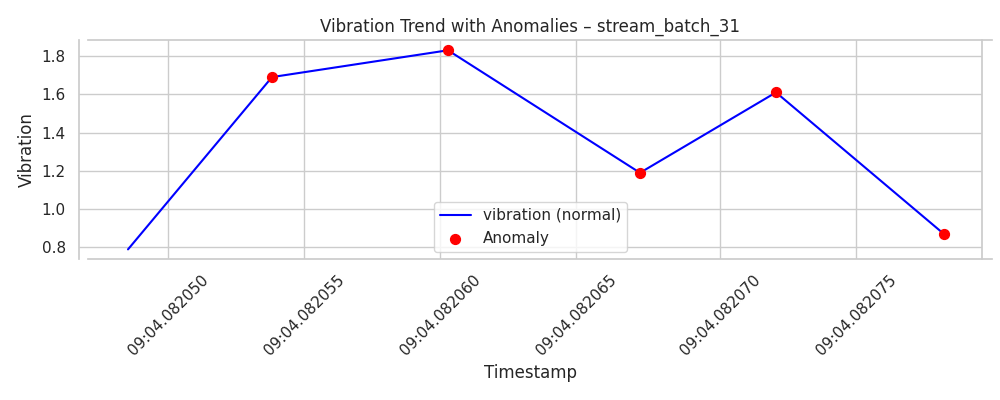 Vibration Trend with Anomalies – stream_batch_31
Vibration
1.8
1.6
1.4
1.2
1.0
0.8
vibration (normal)
Anomaly
09:04.082050
09:04.082055
09:04.082060
09:04.082065
09:04.082070
09:04.082075
Timestamp